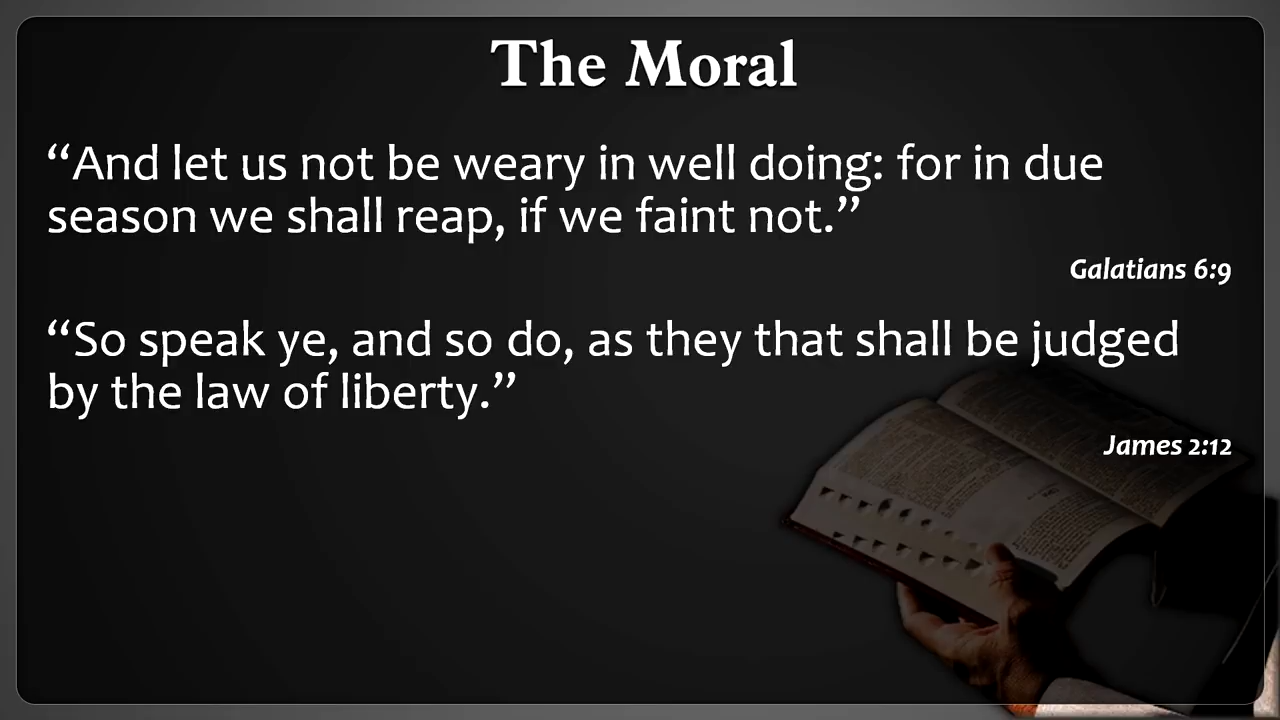 The Moral
“And let us not be weary in well doing: for in due
season we shall reap, if we faint not.”
Galatians 6:9
“So speak ye, and so do, as they that shall be judged
by the law of liberty.”
James 2:12